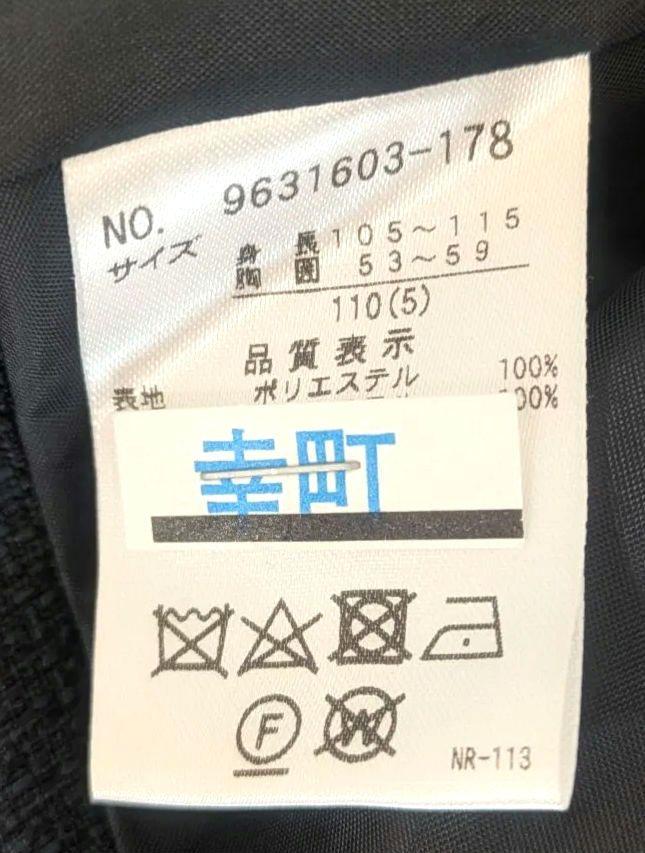 NO. 9631603-178
サイズ 身長 105～115
胸囲 53～59
110(5)
品質表示
表地 ポリエステル 100%
00%
幸町
F
W
NR-113